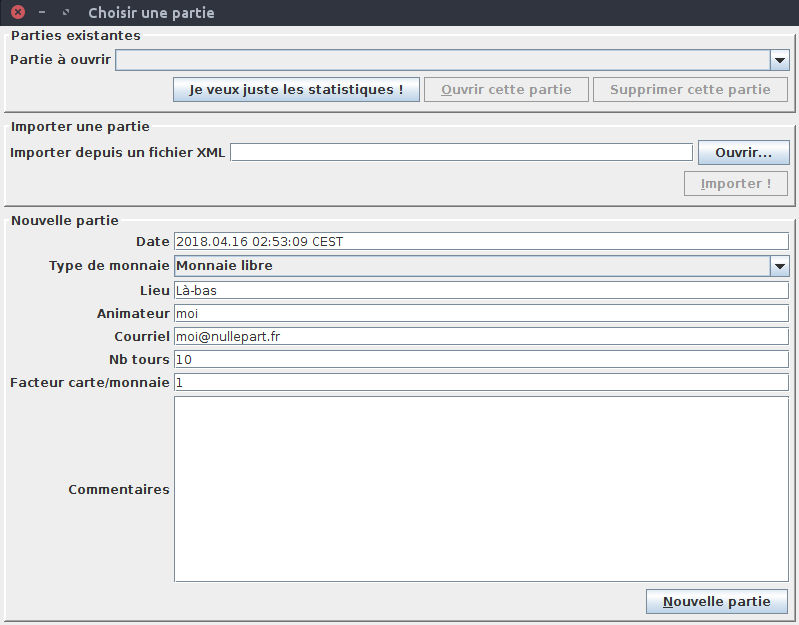 Choisir une partie
Parties existantes
Partie à ouvrir
Je veux juste les statistiques ! Ouvrir cette partie Supprimer cette partie
Importer une partie
Importer depuis un fichier XML Ouvrir...
Importer !
Nouvelle partie
Date 2018.04.16 02:53:09 CEST
Type de monnaie Monnaie libre
Lieu Là-bas
Animateur moi
Courriel moi@nullepart.fr
Nb tours 10
Facteur carte/monnaie 1
Commentaires
Nouvelle partie